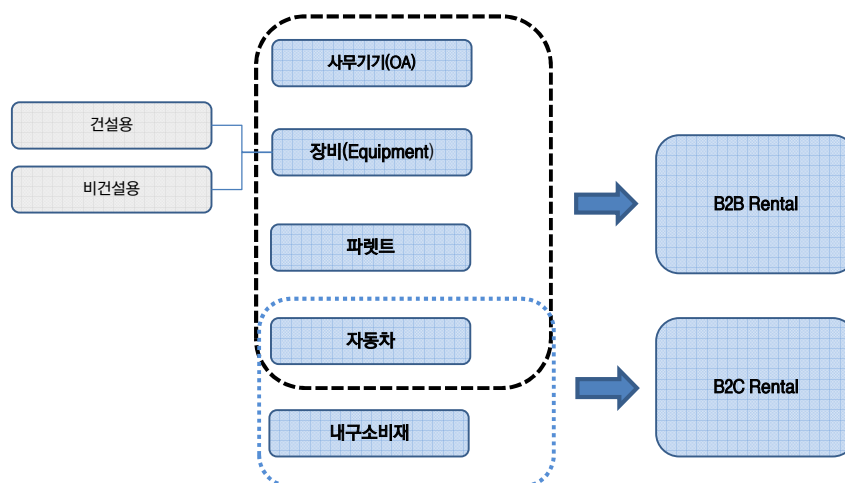 사무기기(OA)
건설용
장비(Equipment)
비건설용
B2B Rental
파렛트
자동차
B2C Rental
내구소비재